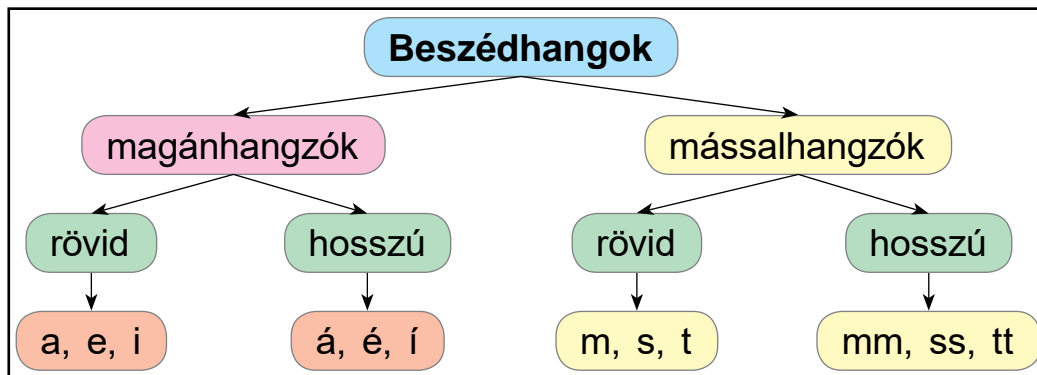 Beszédhangok
magánhangzók mássalhangzók
rövid hosszú rövid hosszú
a, e, i á, é, í m, s, t mm, ss, tt